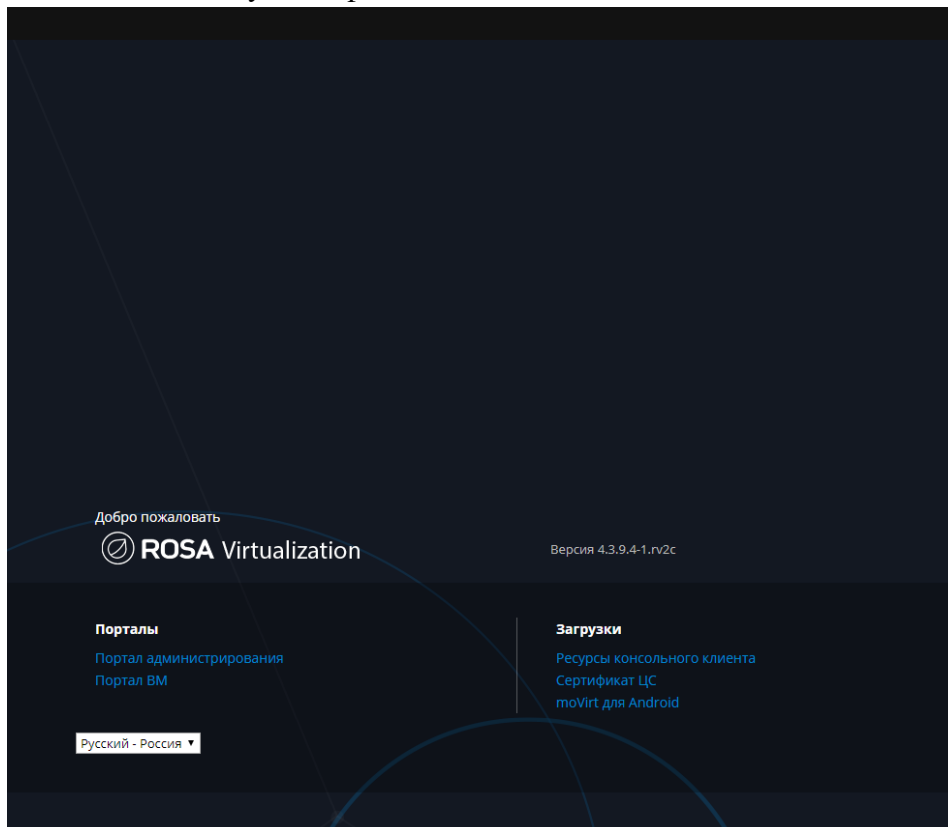 Добро пожаловать
ROSA Virtualization
Версия 4.3.9.4-1.rv2c
Порталы
Портал администрирования
Портал ВМ
Загрузки
Ресурсы консольного клиента
Сертификат ЦС
moVirt для Android
Русский - Россия